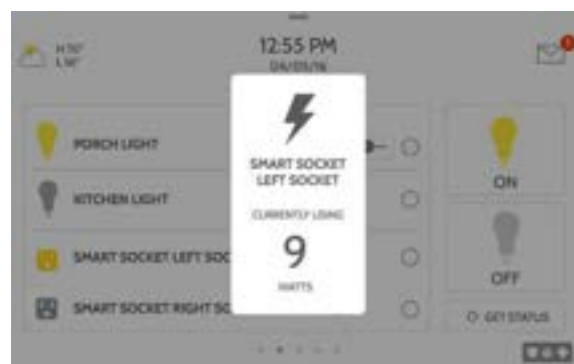 12:55 PM
PORCH LIGHT
KITCHEN LIGHT
SMART SOCKET LEFT SOC
SMART SOCKET RIGHT SC
SMART SOCKET
LEFT SOCKET
CURRENTLY USING
9
WATTS
ON
OFF
GET STATUS